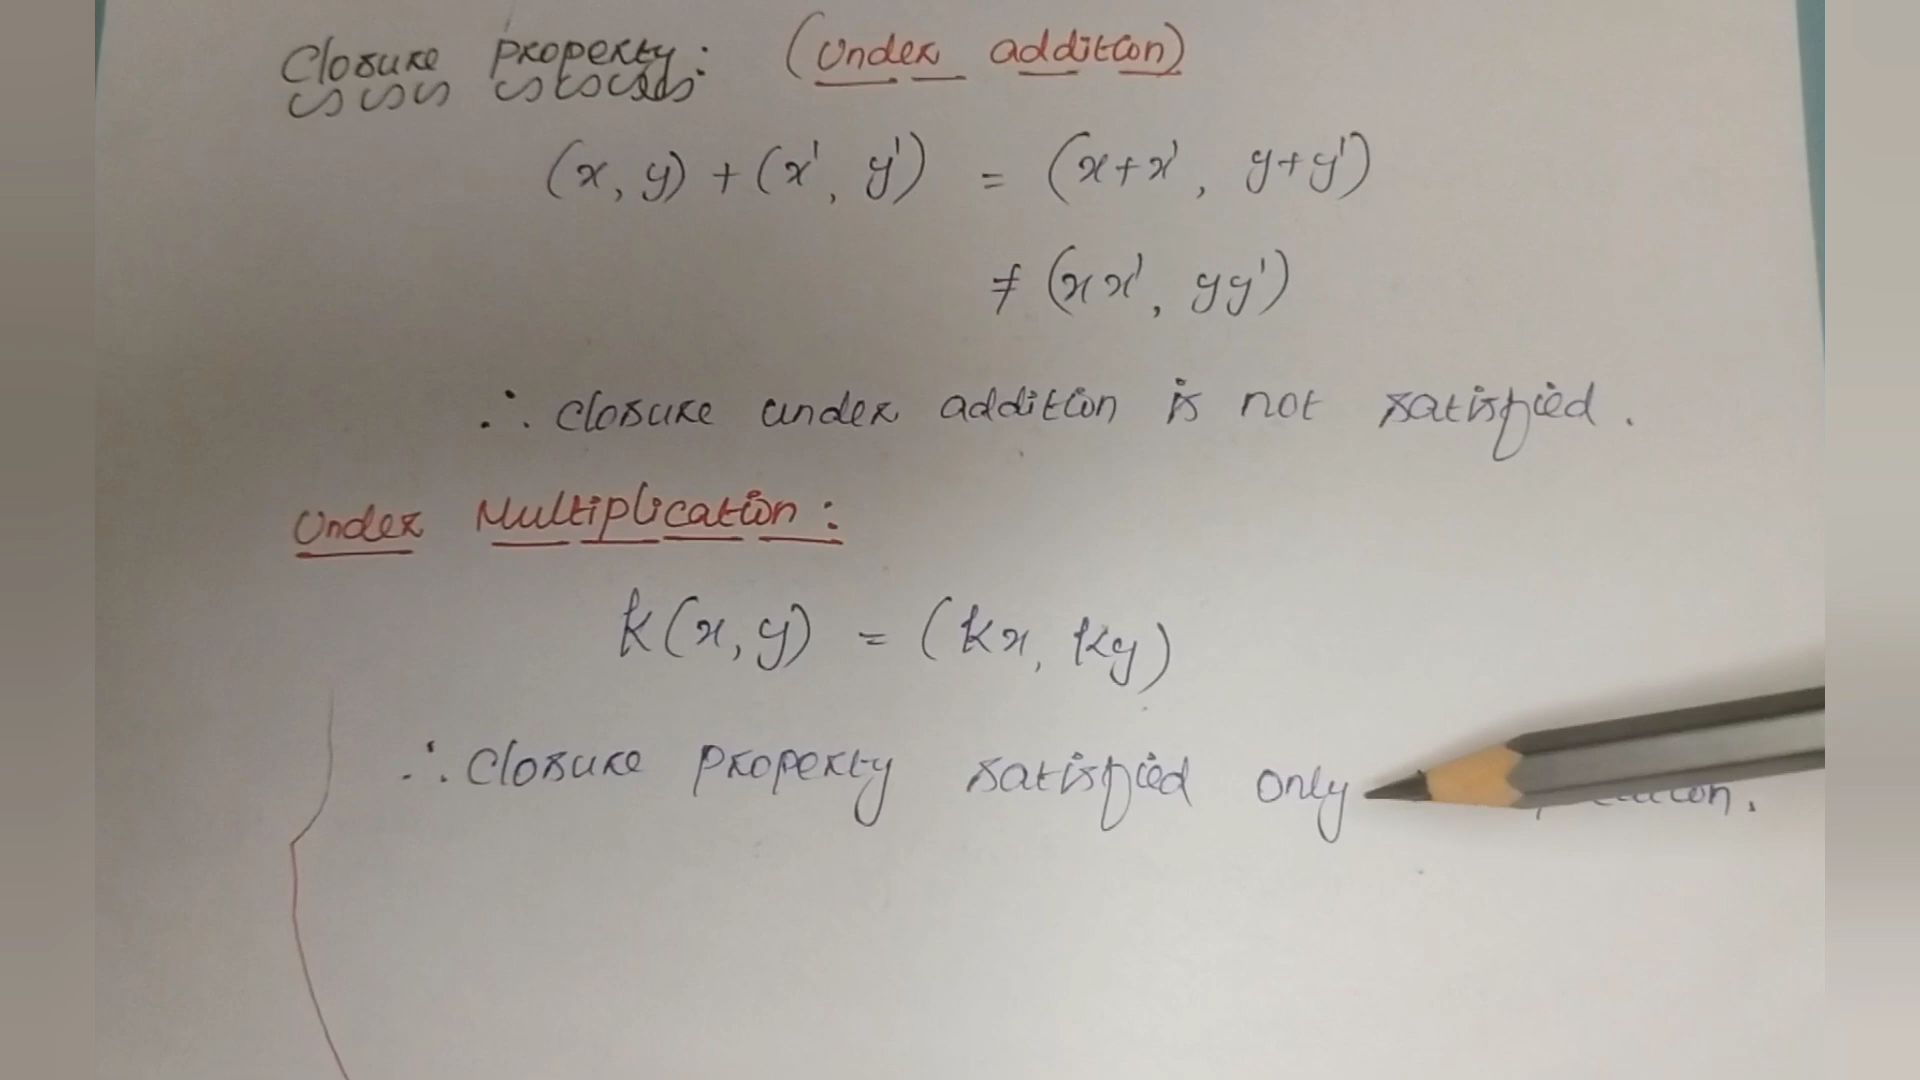 Closure property: (Under addition)
(x, y) + (x', y') = (x+x', y+y')
≠ (xx', yy')
∴ closure under addition is not satisfied.
Under Multiplication:
k(x, y) = (kx, ky)
∴ closure property satisfied only